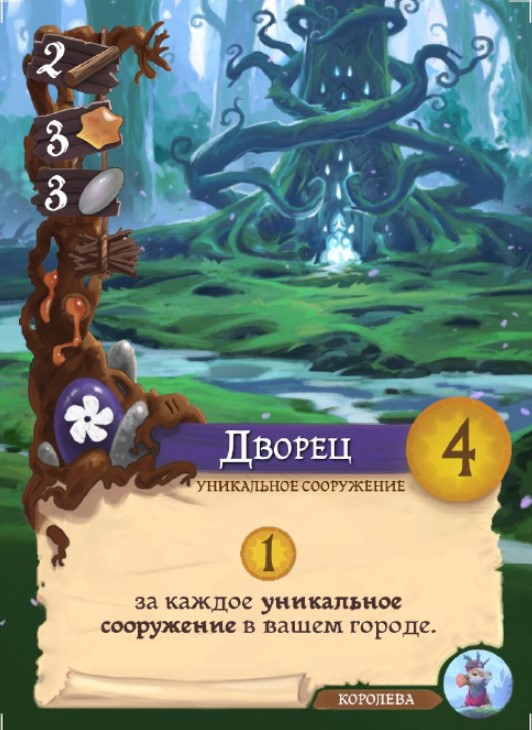 2
3
3
Дворец
4
УНИКАЛЬНОЕ СООРУЖЕНИЕ
1
за каждое уникальное
сооружение в вашем городе.
КОРОЛЕВА